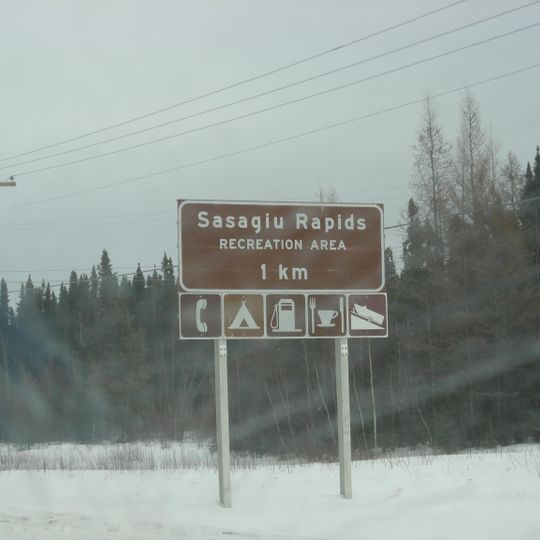 Sasagiu Rapids
RECREATION AREA
1 km